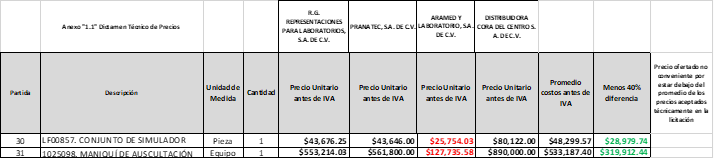 Anexo "1.1" Dictamen Técnico de Precios
R.G.
REPRESENTACIONES
PARA LABORATORIOS,
S.A. DE C.V.
PRANATEC, S.A. DE C.V.
ARAMED Y
LABORATORIO, S.A.
DE C.V.
DISTRIBUIDORA
CORA DEL CENTRO S.
A. DE C.V.
Partida
Descripción
Unidad de
Medida
Cantidad
Precio Unitario
antes de IVA
Precio Unitario
antes de IVA
Precio Unitario
antes de IVA
Precio Unitario
antes de IVA
Promedio
costos antes de
IVA
Menos 40%
diferencia
Precio ofertado no
conveniente por
estar debajo del
promedio de los
precios aceptados
técnicamente en la
licitación
30 LF00857. CONJUNTO DE SIMULADOR Pieza 1 $43,676.25 $43,646.00 $25,754.03 $80,122.00 $48,299.57 $28,979.74
31 1025098. MANIQUÍ DE AUSCULTACIÓN Equipo 1 $553,214.03 $561,800.00 $127,735.58 $890,000.00 $533,187.40 $319,912.44